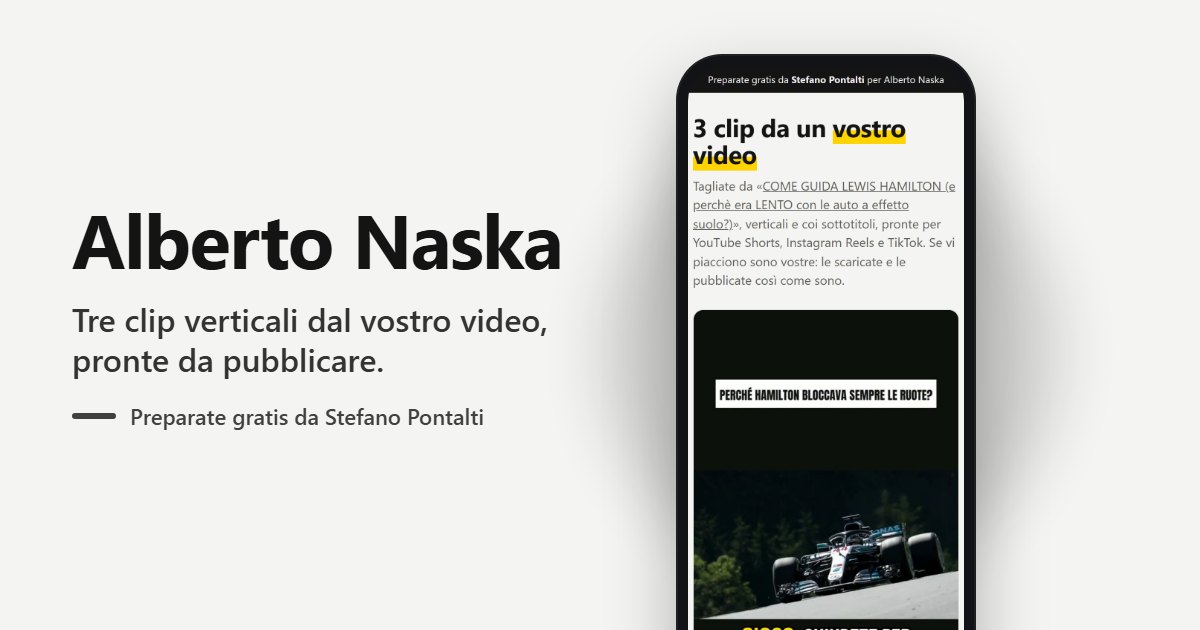 Alberto Naska
Tre clip verticali dal vostro video,
pronte da pubblicare.
Preparate gratis da Stefano Pontalti
Preparate gratis da Stefano Pontalti per Alberto Naska
3 clip da un vostro
video
Tagliate da «COME GUIDA LEWIS HAMILTON (e
perchè era LENTO con le auto a effetto
suolo?)», verticali e coi sottotitoli, pronte per
YouTube Shorts, Instagram Reels e TikTok. Se vi
piacciono sono vostre: le scaricate e le
pubblicate così come sono.
PERCHÉ HAMILTON BLOCCAVA SEMPRE LE RUOTE?